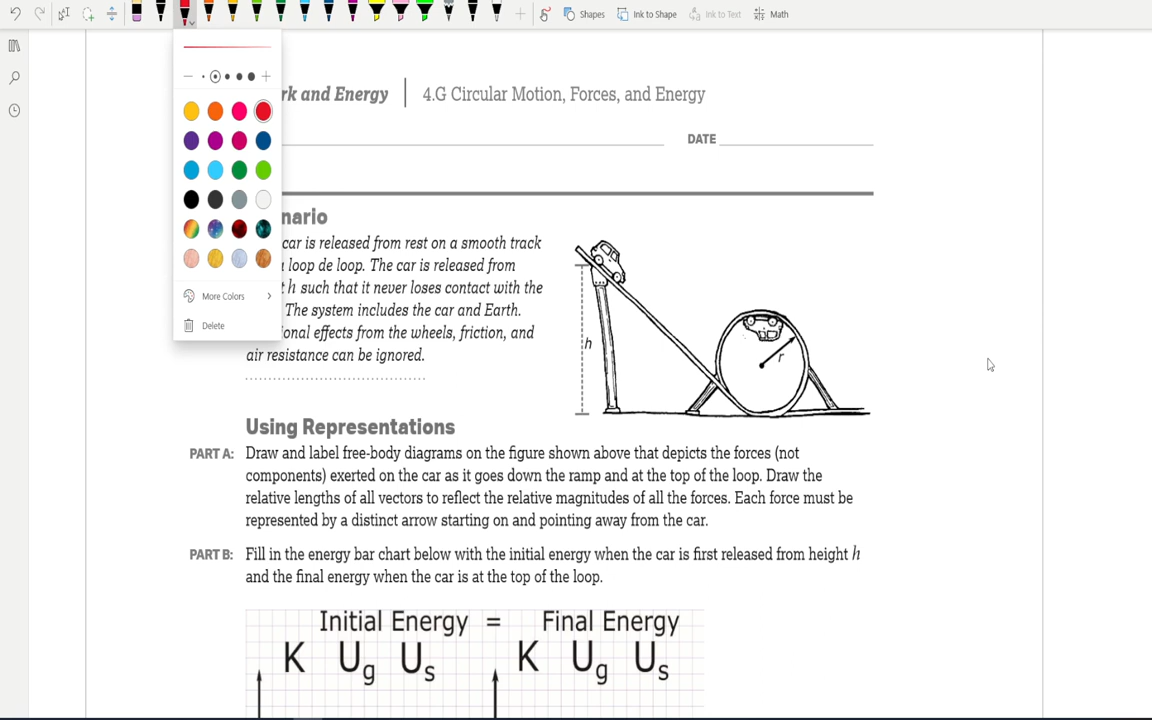 Shapes Ink to Shape Ink to Text Math
rk and Energy 4.G Circular Motion, Forces, and Energy
DATE
nario
car is released from rest on a smooth track
loop de loop. The car is released from
t h such that it never loses contact with the
The system includes the car and Earth.
ional effects from the wheels, friction, and
air resistance can be ignored.
h
r
More Colors
Delete
Using Representations
PART A: Draw and label free-body diagrams on the figure shown above that depicts the forces (not
components) exerted on the car as it goes down the ramp and at the top of the loop. Draw the
relative lengths of all vectors to reflect the relative magnitudes of all the forces. Each force must be
represented by a distinct arrow starting on and pointing away from the car.
PART B: Fill in the energy bar chart below with the initial energy when the car is first released from height h
and the final energy when the car is at the top of the loop.
Initial Energy = Final Energy
K Ug Us K Ug Us